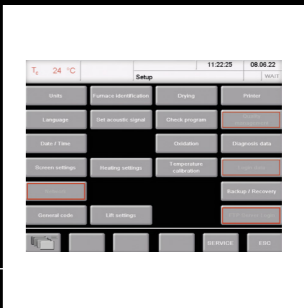 11:22:25 08.06.22
Tc 24 °C
Setup WAIT
Units Furnace identification Drying Printer
Language Set acoustic signal Check program
Date / Time Oxidation Diagnosis data
Screen settings Heating settings Temperature calibration
Backup / Recovery
General code Lift settings
SERVICE ESC